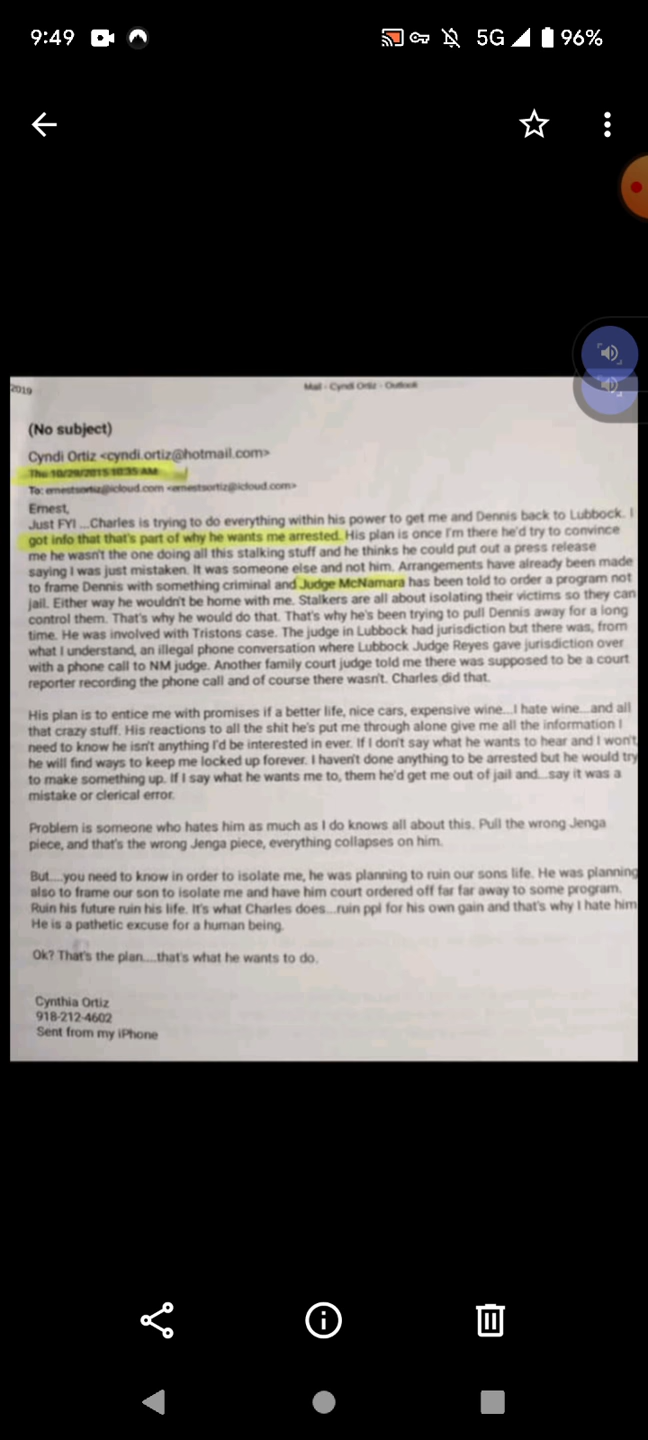 9:49
5G
96%
2019
Mail - Cyndi Ortiz - Outlook
(No subject)
Cyndi Ortiz <cyndi.ortiz@hotmail.com>
Thu 10/29/2015 10:35 AM
To: ernestsortiz@icloud.com <ernestsortiz@icloud.com>
Ernest,
Just FYI ...Charles is trying to do everything within his power to get me and Dennis back to Lubbock. I
got info that that's part of why he wants me arrested. His plan is once I'm there he'd try to convince
me he wasn't the one doing all this stalking stuff and he thinks he could put out a press release
saying I was just mistaken. It was someone else and not him. Arrangements have already been made
to frame Dennis with something criminal and Judge McNamara has been told to order a program not
jail. Either way he wouldn't be home with me. Stalkers are all about isolating their victims so they can
control them. That's why he would do that. That's why he's been trying to pull Dennis away for a long
time. He was involved with Tristons case. The judge in Lubbock had jurisdiction but there was, from
what I understand, an illegal phone conversation where Lubbock Judge Reyes gave jurisdiction over
with a phone call to NM judge. Another family court judge told me there was supposed to be a court
reporter recording the phone call and of course there wasn't. Charles did that.
His plan is to entice me with promises if a better life, nice cars, expensive wine...I hate wine...and all
that crazy stuff. His reactions to all the shit he's put me through alone give me all the information I
need to know he isn't anything I'd be interested in ever. If I don't say what he wants to hear and I won't
he will find ways to keep me locked up forever. I haven't done anything to be arrested but he would try
to make something up. If I say what he wants me to, them he'd get me out of jail and...say it was a
mistake or clerical error.
Problem is someone who hates him as much as I do knows all about this. Pull the wrong Jenga
piece, and that's the wrong Jenga piece, everything collapses on him.
But....you need to know in order to isolate me, he was planning to ruin our sons life. He was planning
also to frame our son to isolate me and have him court ordered off far far away to some program.
Ruin his future ruin his life. It's what Charles does...ruin ppl for his own gain and that's why I hate him
He is a pathetic excuse for a human being.
Ok? That's the plan....that's what he wants to do.
Cynthia Ortiz
918-212-4602
Sent from my iPhone